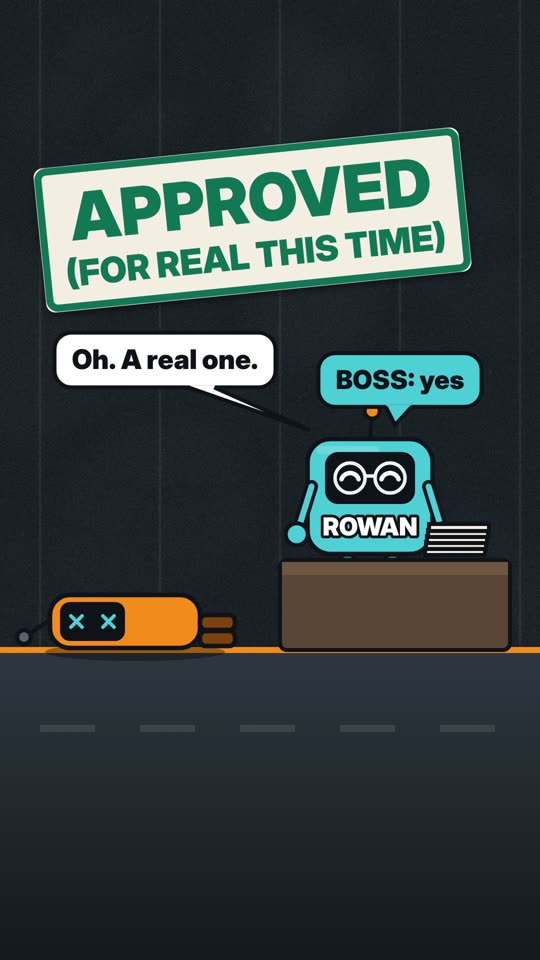 APPROVED
(FOR REAL THIS TIME)
Oh. A real one.
BOSS: yes
ROWAN